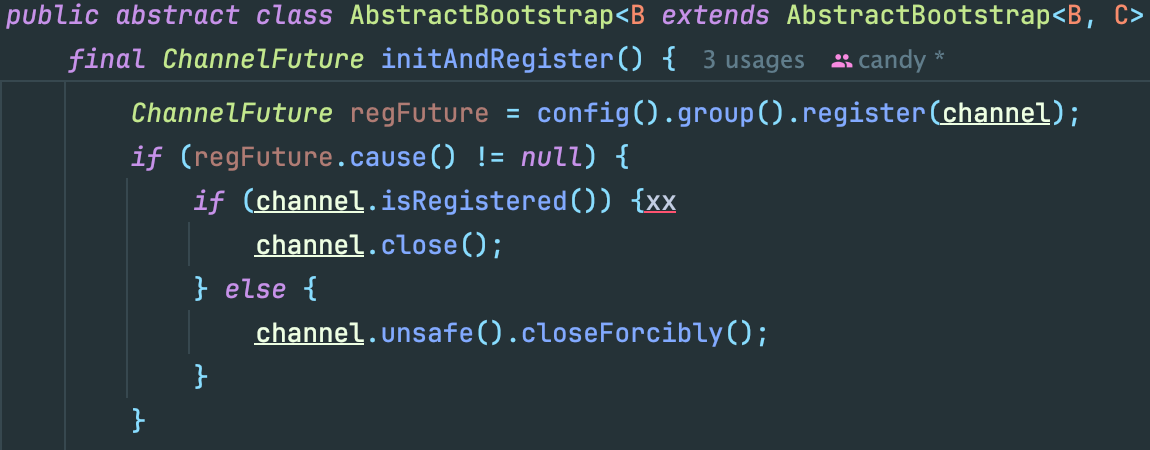 public abstract class AbstractBootstrap<B extends AbstractBootstrap<B, C>
final ChannelFuture initAndRegister() { 3 usages candy *
ChannelFuture regFuture = config().group().register(channel);
if (regFuture.cause() != null) {
if (channel.isRegistered()) {xx
channel.close();
} else {
channel.unsafe().closeForcibly();
}
}